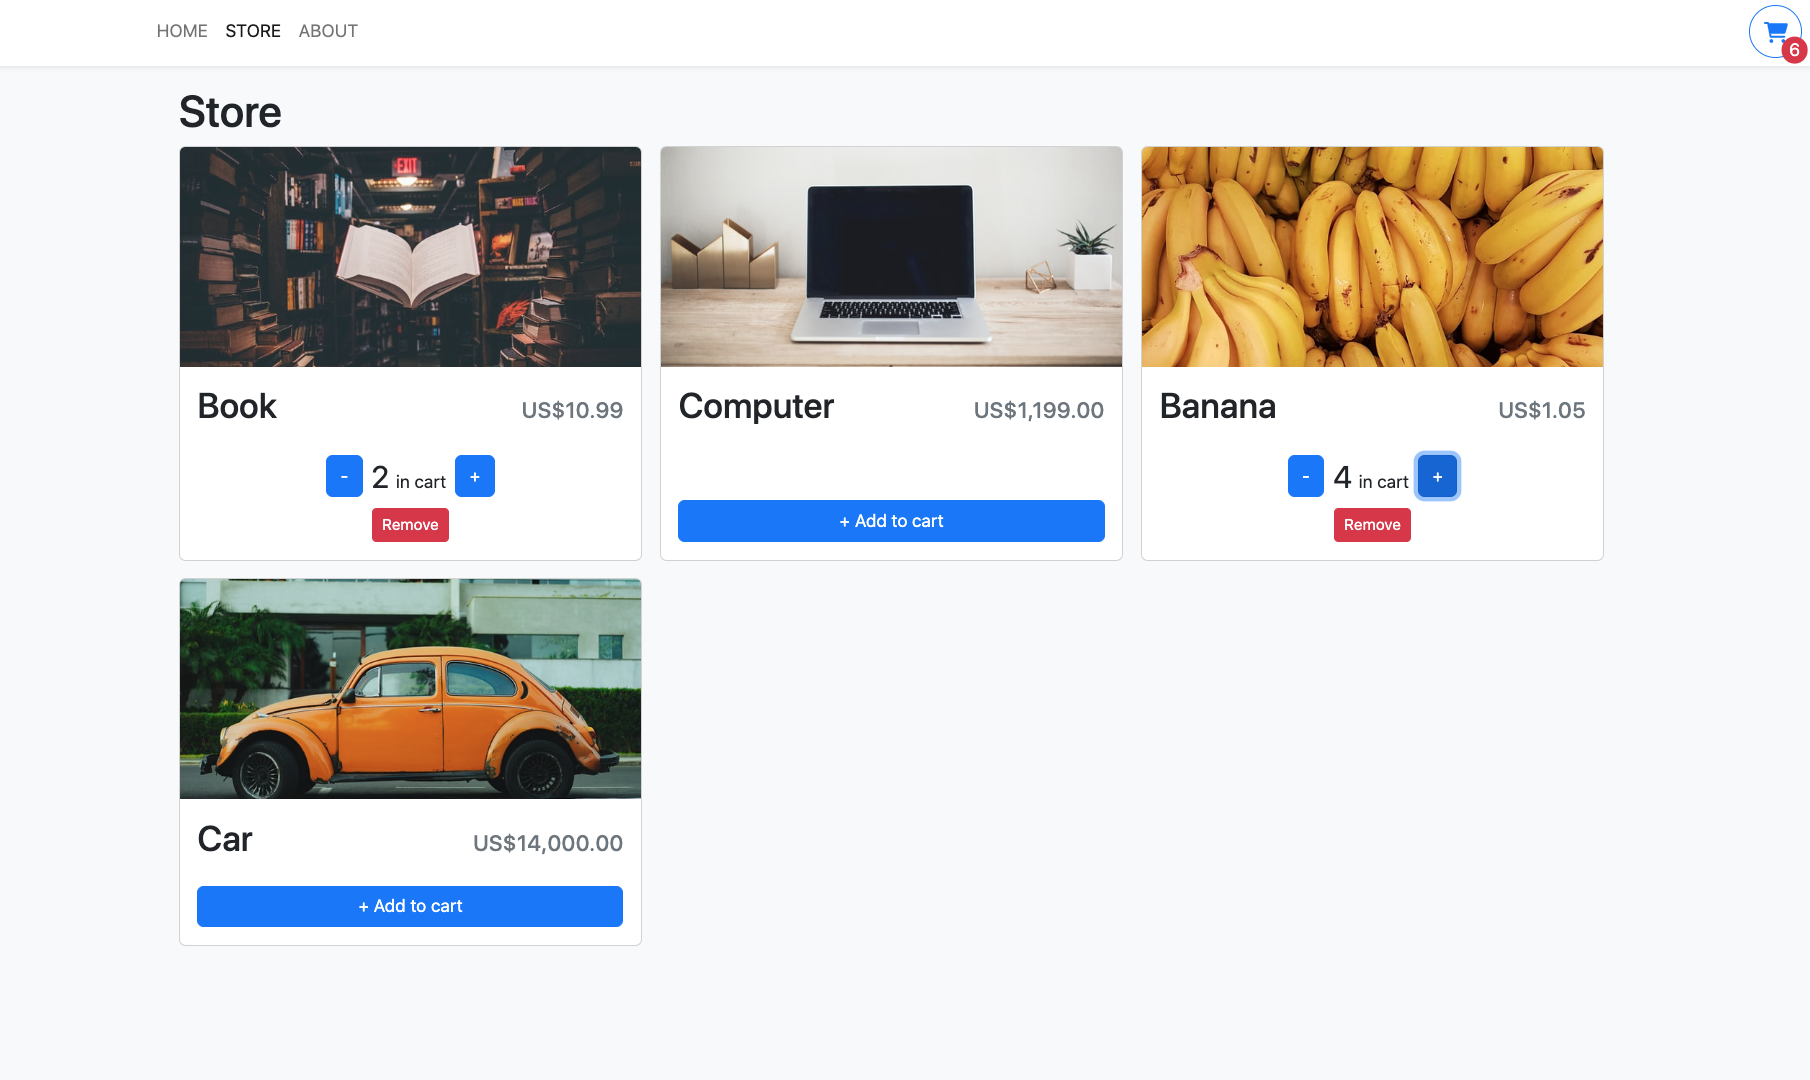 HOME STORE ABOUT
6
Store
EXIT
Book US$10.99
- 2 in cart +
Remove
Computer US$1,199.00
+ Add to cart
Banana US$1.05
- 4 in cart +
Remove
Car US$14,000.00
+ Add to cart